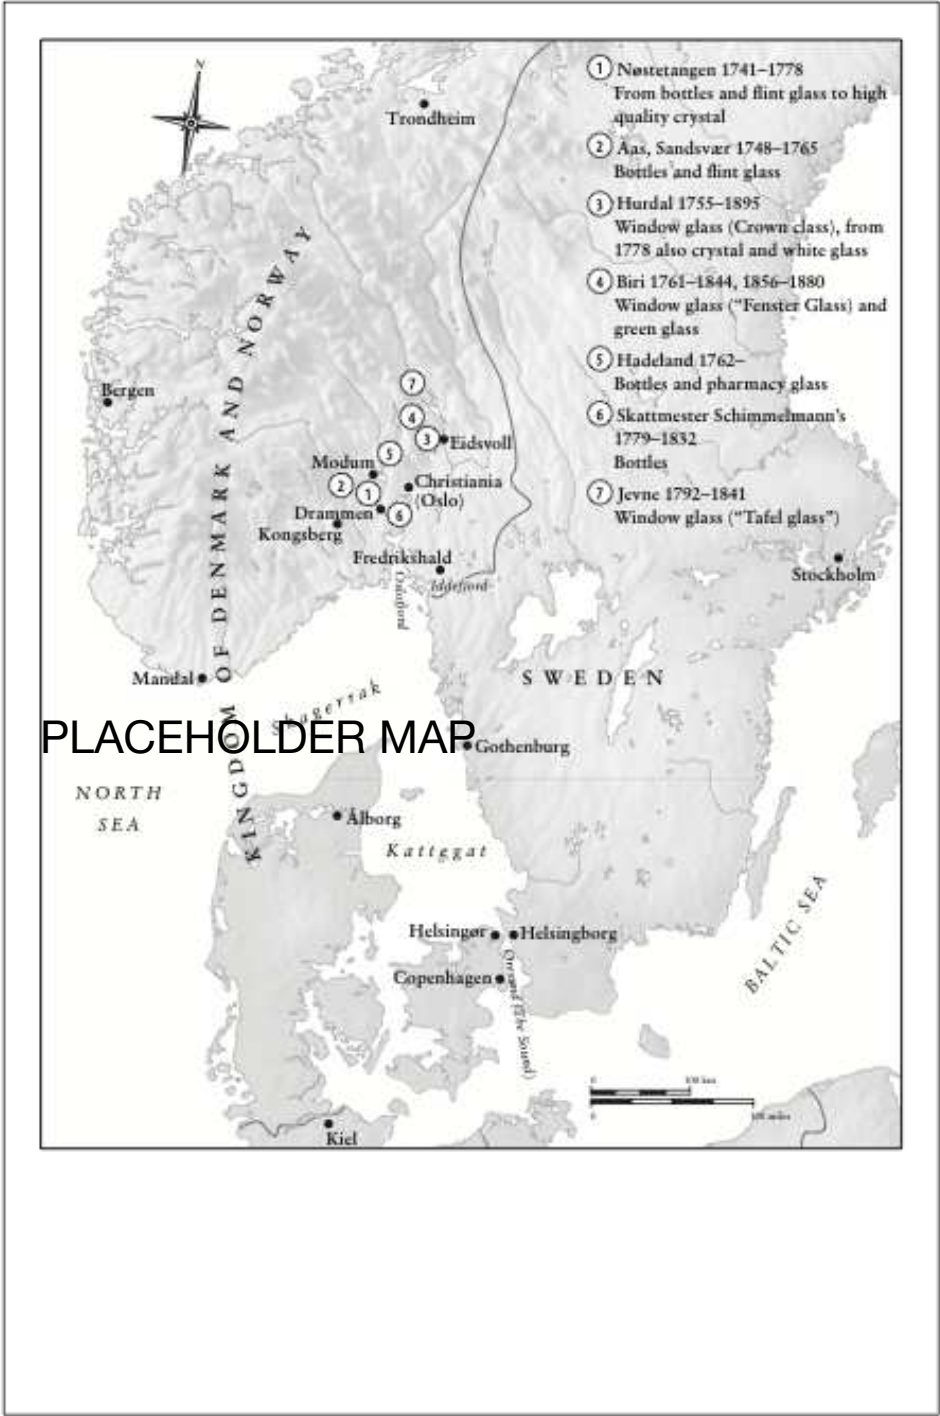 N
1 Nøstetangen 1741–1778
From bottles and flint glass to high
quality crystal
2 Aas, Sandsvær 1748–1765
Bottles and flint glass
3 Hurdal 1755–1895
Window glass (Crown class), from
1778 also crystal and white glass
4 Biri 1761–1844, 1856–1880
Window glass (“Fenster Glass) and
green glass
5 Hadeland 1762–
Bottles and pharmacy glass
6 Skattmester Schimmelmann's
1779–1832
Bottles
7 Jevne 1792–1841
Window glass (“Tafel glass”)
Trondheim
KINGDOM OF DENMARK AND NORWAY
Bergen
7
4
3
Eidsvoll
5
Modum
2
1
Christiania
(Oslo)
Drammen
6
Kongsberg
Fredrikshald
Iddefjord
Oslofjord
Stockholm
Mandal
SWEDEN
Skagerrak
PLACEHOLDER MAP
Gothenburg
NORTH
SEA
Ålborg
Kattegat
BALTIC SEA
Helsingør
Helsingborg
Copenhagen
Øresund (The Sound)
0 100 km
0 100 miles
Kiel